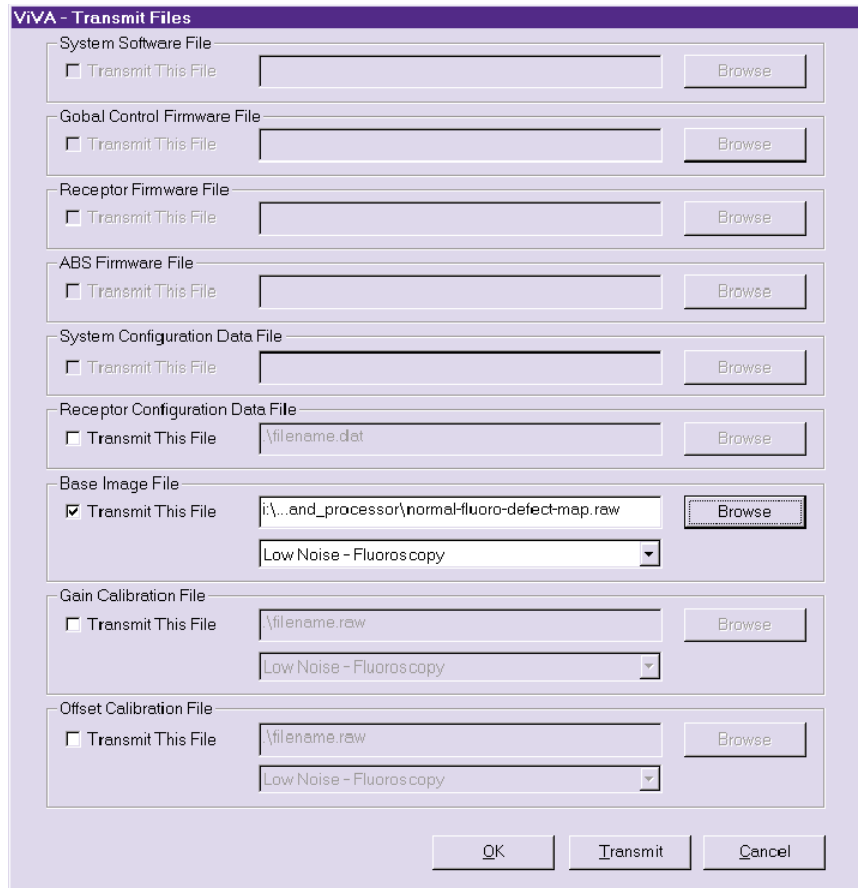 ViVA - Transmit Files
System Software File
Transmit This File Browse
Gobal Control Firmware File
Transmit This File Browse
Receptor Firmware File
Transmit This File Browse
ABS Firmware File
Transmit This File Browse
System Configuration Data File
Transmit This File Browse
Receptor Configuration Data File
Transmit This File .\filename.dat Browse
Base Image File
Transmit This File i:\...and_processor\normal-fluoro-defect-map.raw Browse
Low Noise - Fluoroscopy
Gain Calibration File
Transmit This File .\filename.raw Browse
Low Noise - Fluoroscopy
Offset Calibration File
Transmit This File .\filename.raw Browse
Low Noise - Fluoroscopy
OK Transmit Cancel